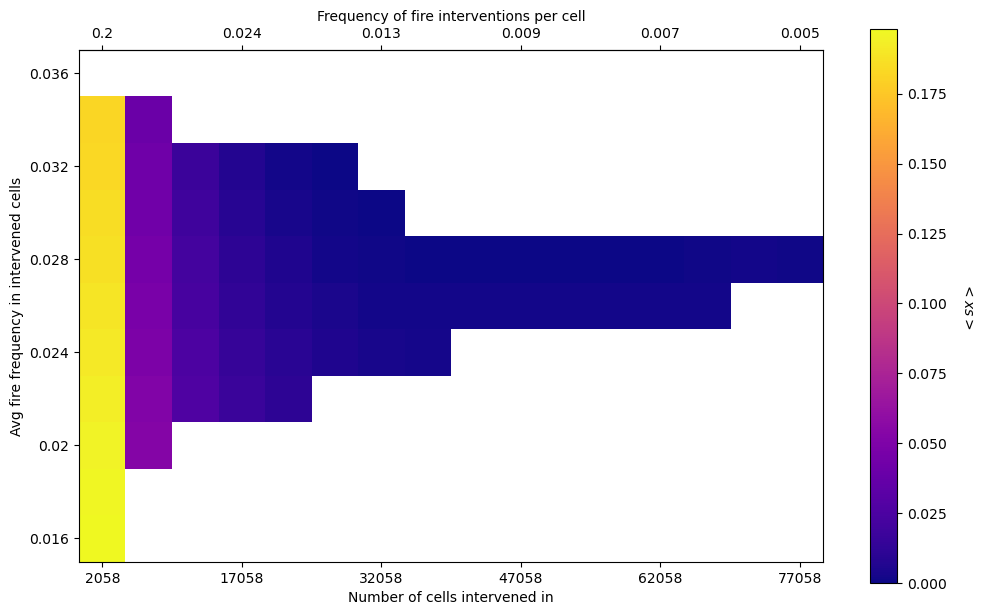 Frequency of fire interventions per cell
0.2 0.024 0.013 0.009 0.007 0.005
0.036
0.032
0.028
0.024
0.02
0.016
Avg fire frequency in intervened cells
2058 17058 32058 47058 62058 77058
Number of cells intervened in
0.175
0.150
0.125
0.100
0.075
0.050
0.025
0.000
< sx >